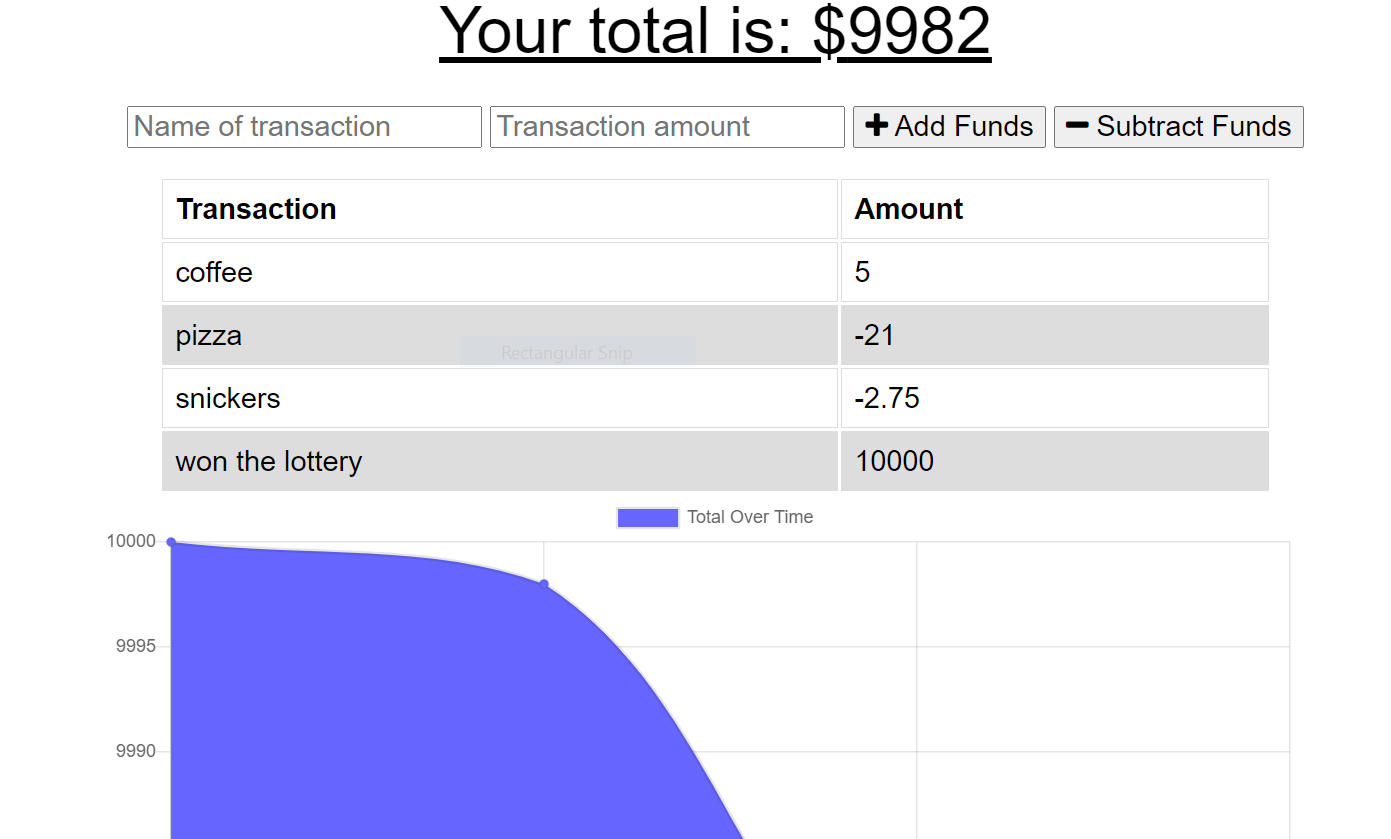 Your total is: $9982
Name of transaction Transaction amount Add Funds Subtract Funds
Transaction Amount
coffee 5
pizza -21
Rectangular Snip
snickers -2.75
won the lottery 10000
Total Over Time
10000
9995
9990